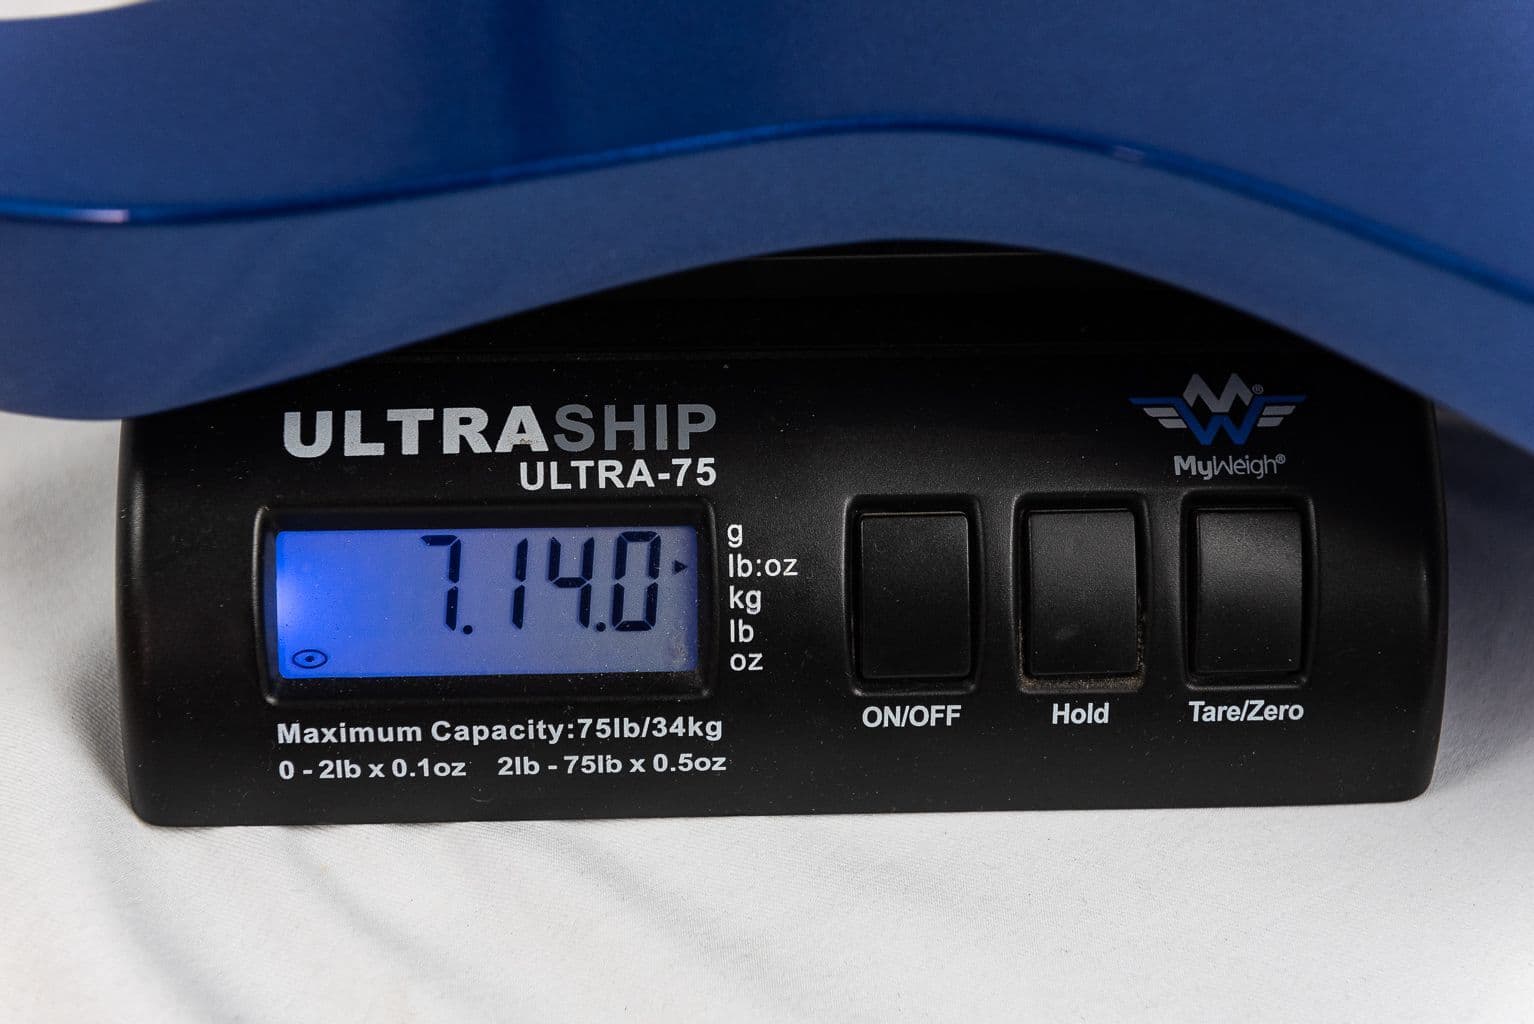 ULTRASHIP
ULTRA-75
MW®
MyWeigh®
7.14.0
g
lb:oz
kg
lb
oz
ON/OFF
Hold
Tare/Zero
Maximum Capacity:75lb/34kg
0 - 2lb x 0.1oz 2lb - 75lb x 0.5oz